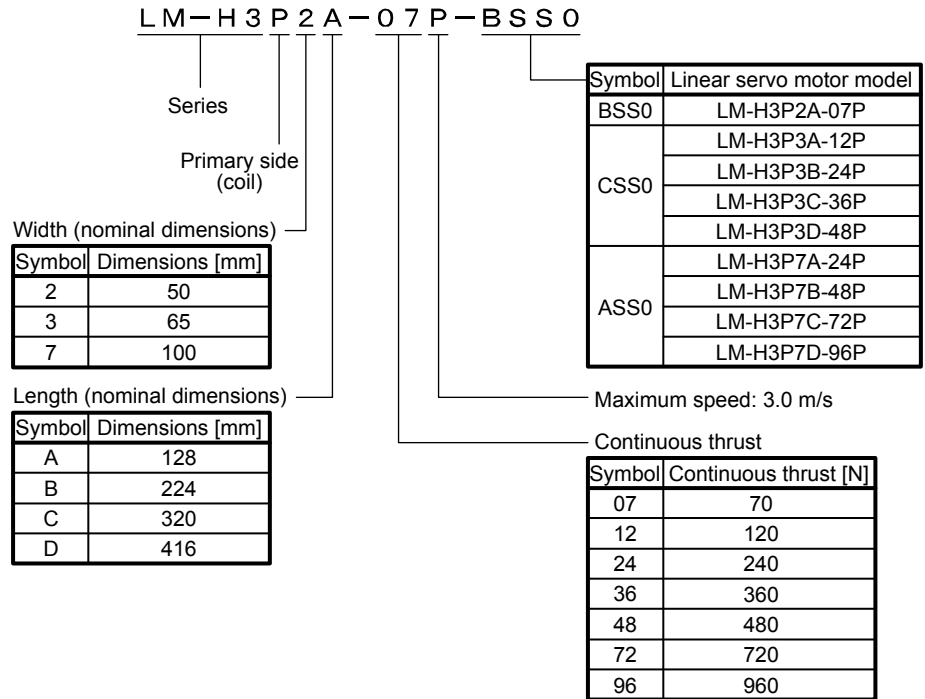 LM-H3P2A-07P-BSS0
Series
Primary side
(coil)
Width (nominal dimensions)
Symbol Dimensions [mm]
2 50
3 65
7 100
Length (nominal dimensions)
Symbol Dimensions [mm]
A 128
B 224
C 320
D 416
Symbol Linear servo motor model
BSS0 LM-H3P2A-07P
CSS0 LM-H3P3A-12P
LM-H3P3B-24P
LM-H3P3C-36P
LM-H3P3D-48P
ASS0 LM-H3P7A-24P
LM-H3P7B-48P
LM-H3P7C-72P
LM-H3P7D-96P
Maximum speed: 3.0 m/s
Continuous thrust
Symbol Continuous thrust [N]
07 70
12 120
24 240
36 360
48 480
72 720
96 960